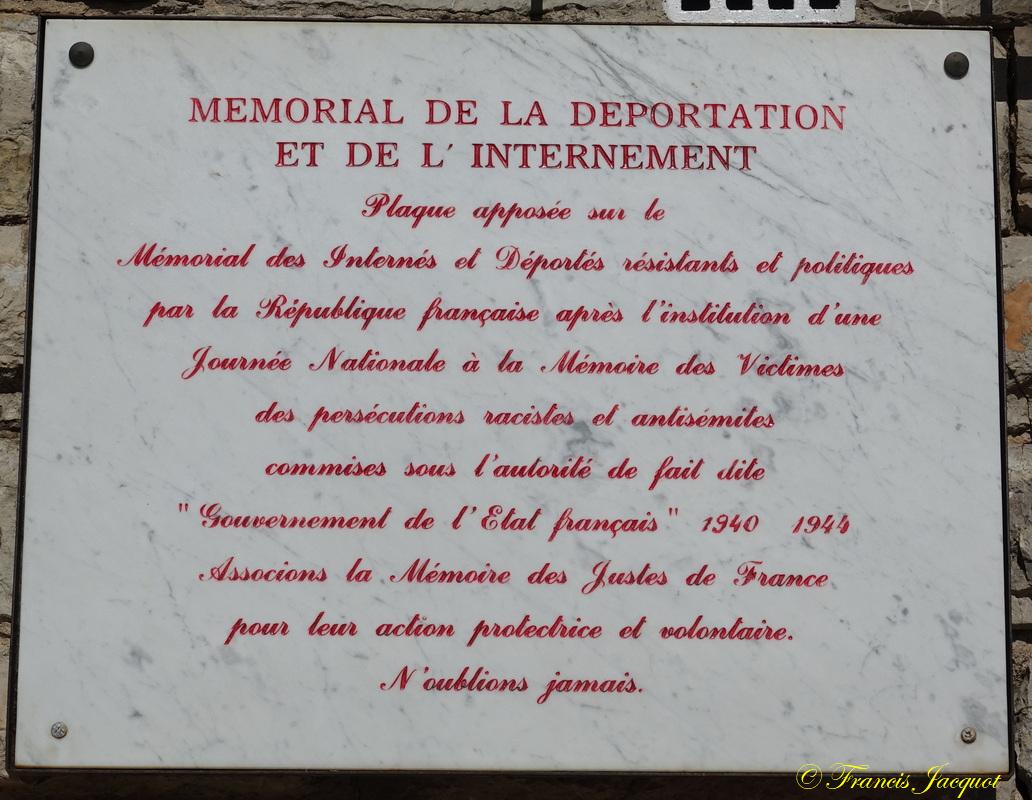 MEMORIAL DE LA DEPORTATION
ET DE L' INTERNEMENT
Plaque apposée sur le
Mémorial des Internés et Déportés résistants et politiques
par la République française après l'institution d'une
Journée Nationale à la Mémoire des Victimes
des persécutions racistes et antisémites
commises sous l'autorité de fait dite
"Gouvernement de l'Etat français" 1940 1944
Associons la Mémoire des Justes de France
pour leur action protectrice et volontaire.
N'oublions jamais.
© Francis Jacquot